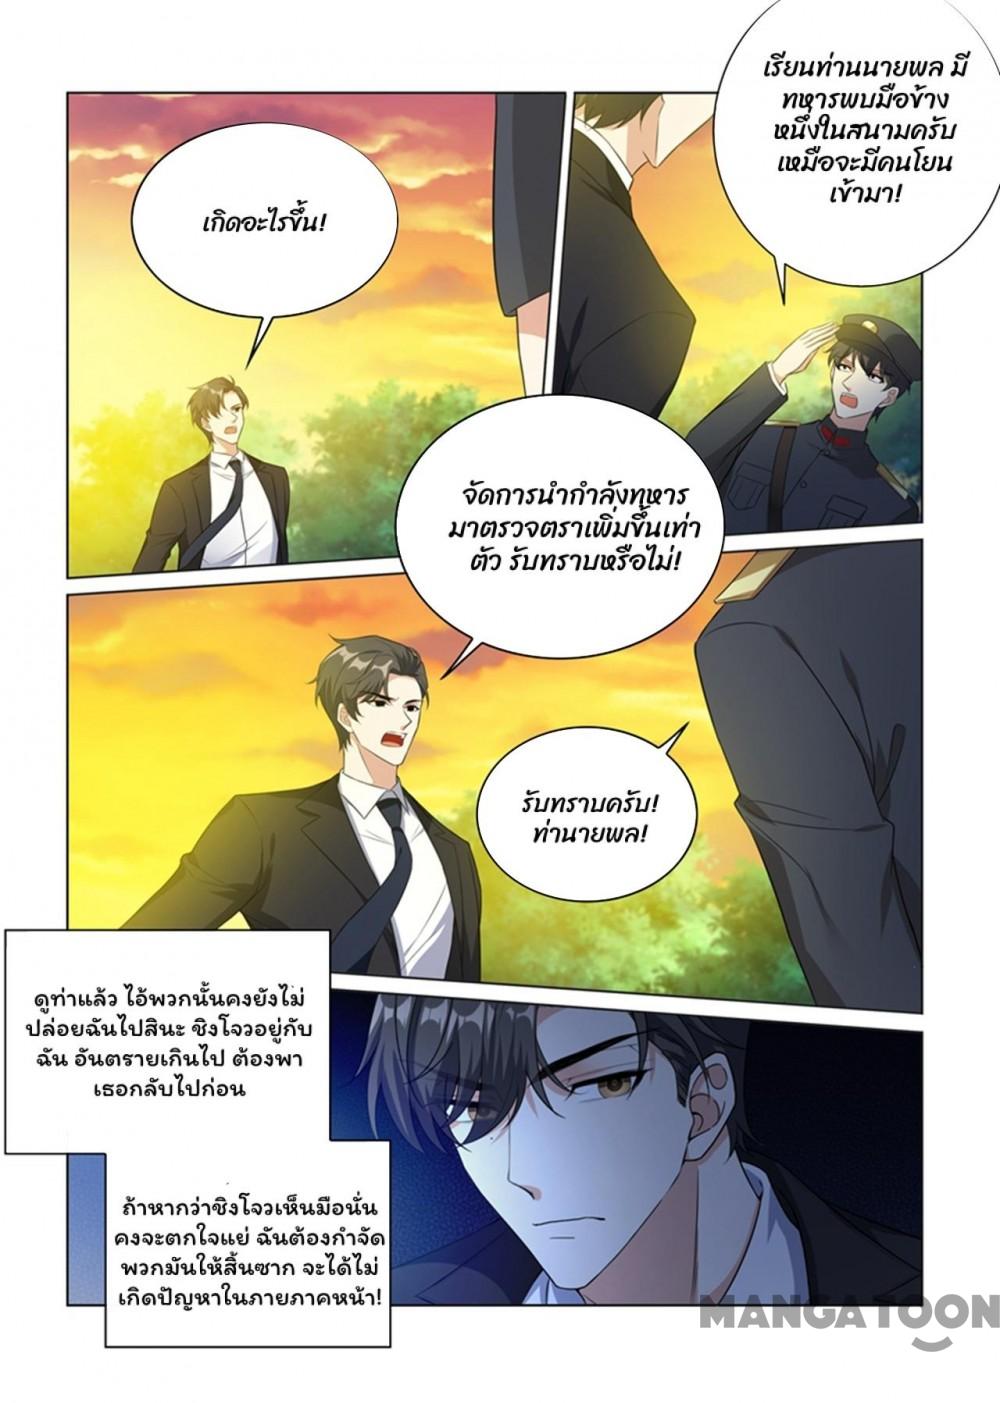 เกิดอะไรขึ้น!
เรียนท่านนายพล มี
ทหารพบมือข้าง
หนึ่งในสนามครับ
เหมือจะมีคนโยน
เข้ามา!
จัดการนำกำลังทหาร
มาตรวจตราเพิ่มขึ้นเท่า
ตัว รับทราบหรือไม่!
รับทราบครับ!
ท่านายพล!
ดูท่าแล้ว ไอ้พวกนั้นคงยังไม่
ปล่อยฉันไปสินะ ชิงโจวอยู่กับ
ฉัน อันตรายเกินไป ต้องพา
เธอกลับไปก่อน
ถ้าหากว่าชิงโจวเห็นมือนั่น
คงจะตกใจแย่ ฉันต้องกำจัด
พวกมันให้สิ้นซาก จะได้ไม่
เกิดปัญหาในภายภาคหน้า!
MANGATOON